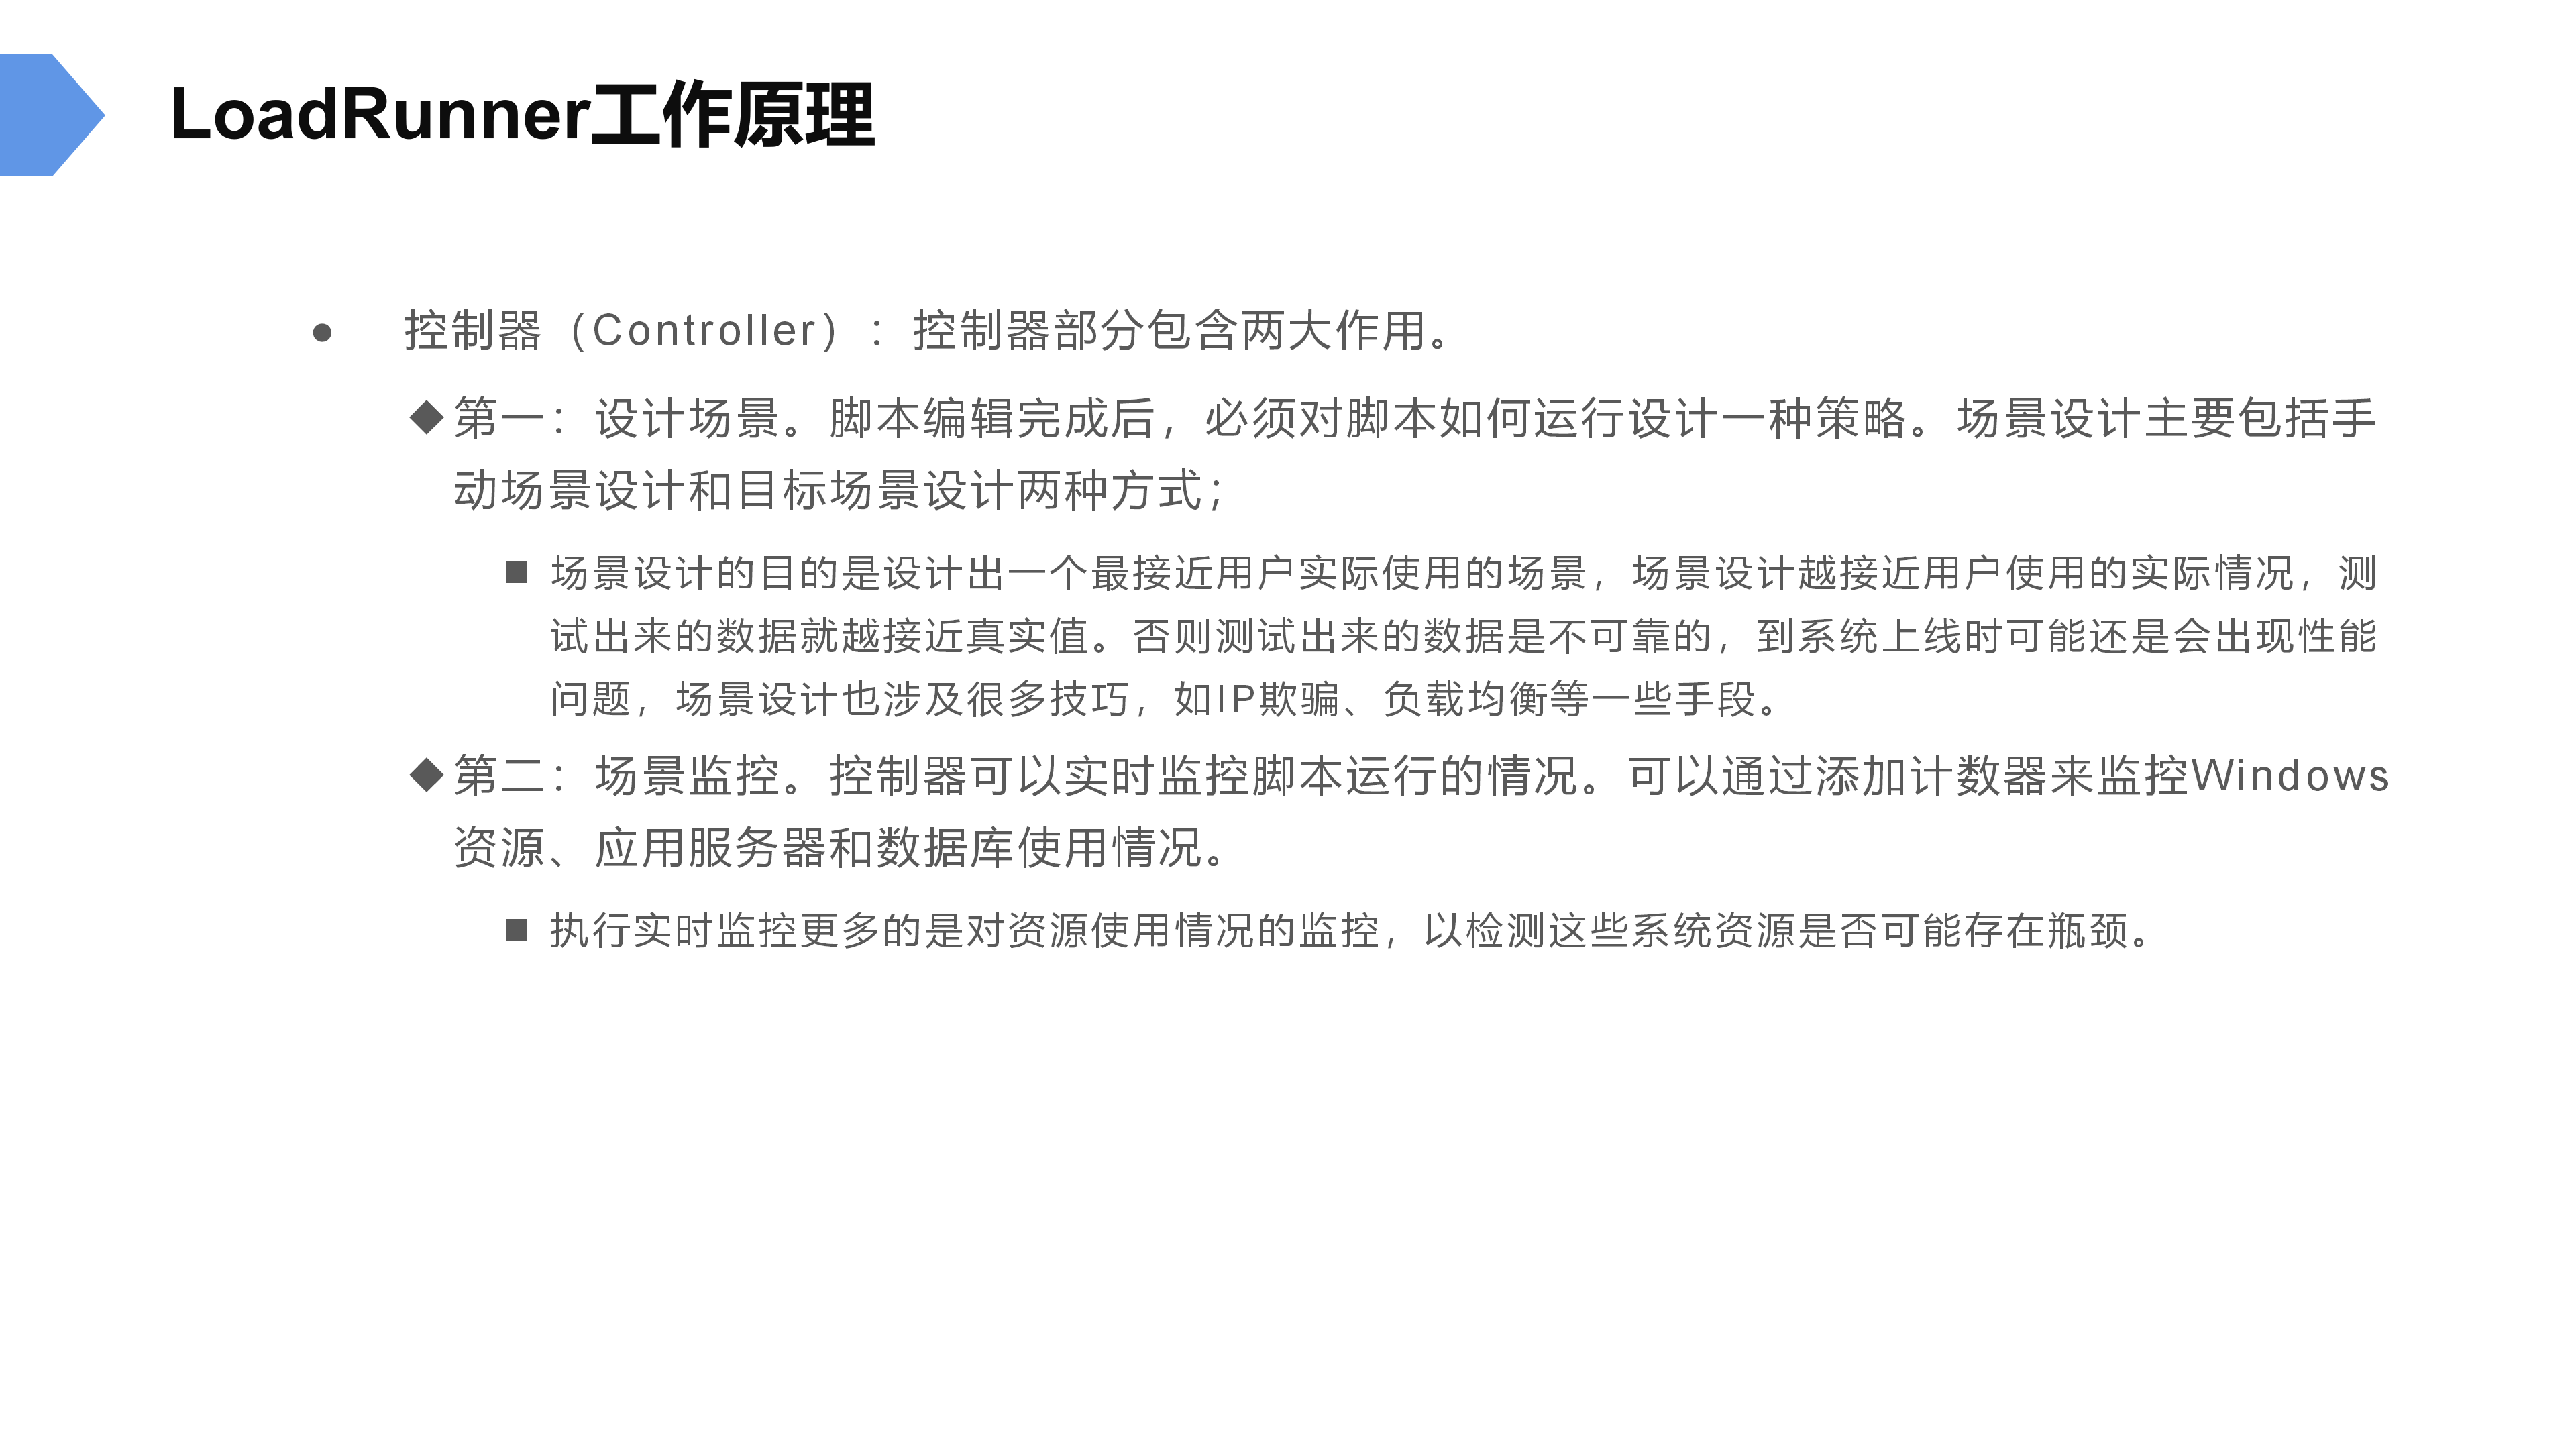 LoadRunner工作原理
● 控制器（Controller）：控制器部分包含两大作用。
◆第一：设计场景。脚本编辑完成后，必须对脚本如何运行设计一种策略。场景设计主要包括手
动场景设计和目标场景设计两种方式；
■ 场景设计的目的是设计出一个最接近用户实际使用的场景，场景设计越接近用户使用的实际情况，测
试出来的数据就越接近真实值。否则测试出来的数据是不可靠的，到系统上线时可能还是会出现性能
问题，场景设计也涉及很多技巧，如IP欺骗、负载均衡等一些手段。
◆第二：场景监控。控制器可以实时监控脚本运行的情况。可以通过添加计数器来监控Windows
资源、应用服务器和数据库使用情况。
■ 执行实时监控更多的是对资源使用情况的监控，以检测这些系统资源是否可能存在瓶颈。